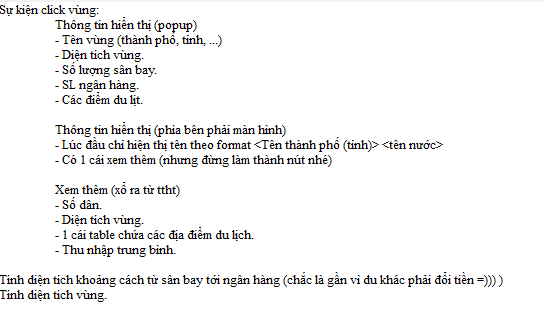 Sự kiện click vùng:
Thông tin hiển thị (popup)
- Tên vùng (thành phố, tỉnh, ...)
- Diện tích vùng.
- Số lượng sân bay.
- SL ngân hàng.
- Các điểm du lịt.
Thông tin hiển thị (phía bên phải màn hình)
- Lúc đầu chỉ hiện thị tên theo format <Tên thành phố (tỉnh)> <tên nước>
- Có 1 cái xem thêm (nhưng đừng làm thành nút nhé)
Xem thêm (xổ ra từ ttht)
- Số dân.
- Diện tích vùng.
- 1 cái table chứa các địa điểm du lịch.
- Thu nhập trung bình.
Tính diện tích khoảng cách từ sân bay tới ngân hàng (chắc là gần vì du khác phải đổi tiền =))) )
Tính diện tích vùng.